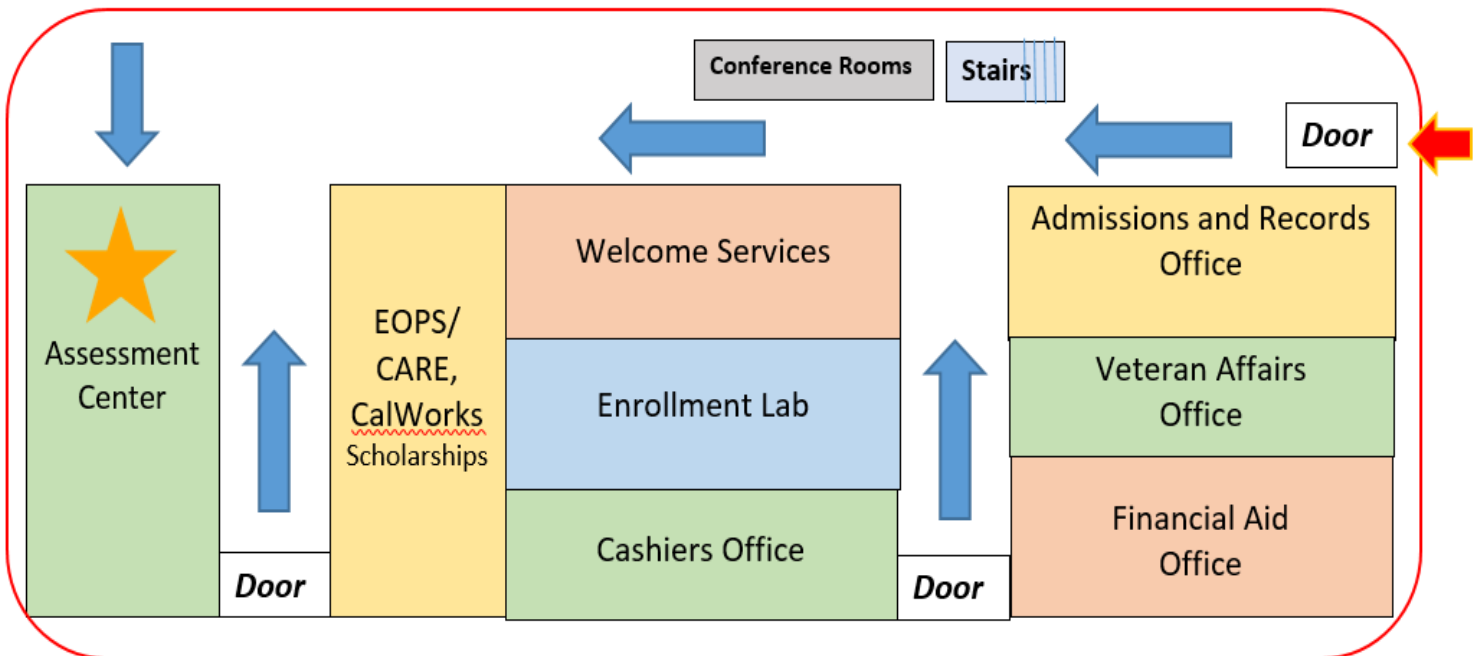 Conference Rooms
Stairs
Door
Assessment
Center
Door
EOPS/
CARE,
CalWorks
Scholarships
Welcome Services
Enrollment Lab
Cashiers Office
Door
Admissions and Records
Office
Veteran Affairs
Office
Financial Aid
Office